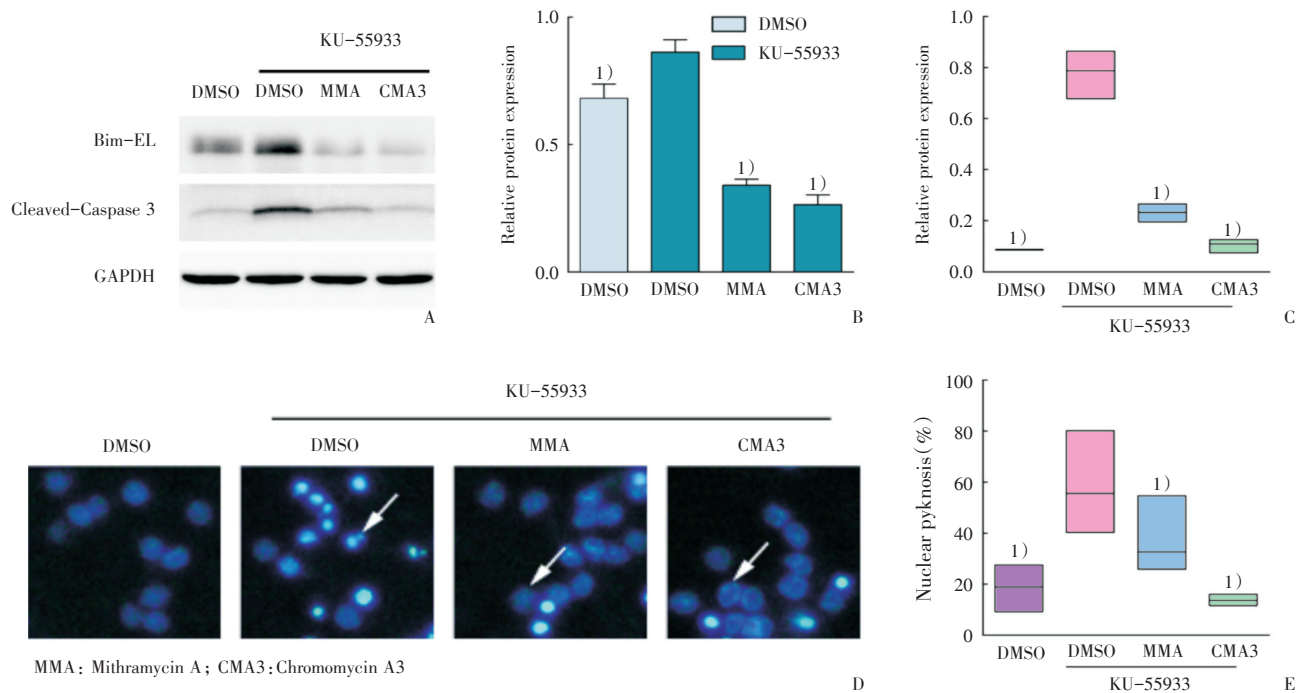 KU-55933
DMSO DMSO MMA CMA3
Bim-EL
Cleaved-Caspase 3
GAPDH
A
Relative protein expression
1.0
0.5
0.0
DMSO
KU-55933
1)
1)
1)
DMSO DMSO MMA CMA3
B
Relative protein expression
1.0
0.8
0.6
0.4
0.2
0.0
1)
1)
1)
DMSO DMSO MMA CMA3
KU-55933
C
KU-55933
DMSO DMSO MMA CMA3
MMA: Mithramycin A; CMA3:Chromomycin A3
D
Nuclear pyknosis(%)
100
80
60
40
20
0
1)
1)
1)
DMSO DMSO MMA CMA3
KU-55933
E